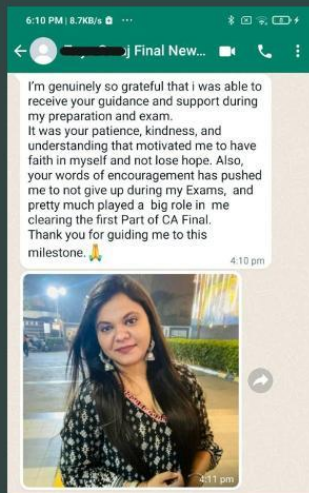 6:10 PM | 8.7KB/s
j Final New...
I'm genuinely so grateful that i was able to
receive your guidance and support during
my preparation and exam.
It was your patience, kindness, and
understanding that motivated me to have
faith in myself and not lose hope. Also,
your words of encouragement has pushed
me to not give up during my Exams, and
pretty much played a big role in me
clearing the first Part of CA Final.
Thank you for guiding me to this
milestone.🙏
4:10 pm
4:11 pm